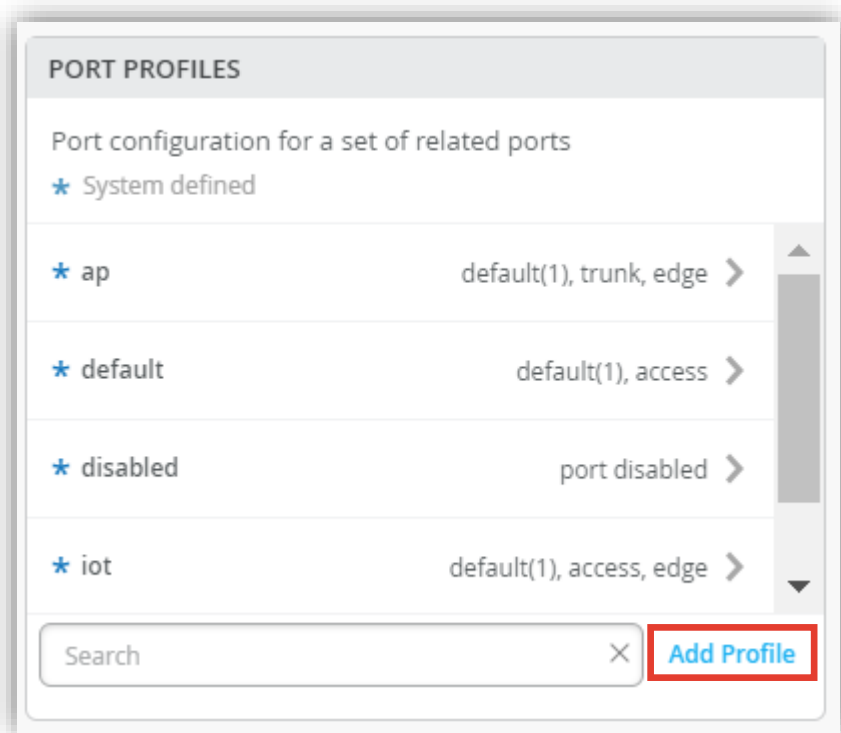 PORT PROFILES
Port configuration for a set of related ports
* System defined
* ap default(1), trunk, edge
* default default(1), access
* disabled port disabled
* iot default(1), access, edge
Search Add Profile